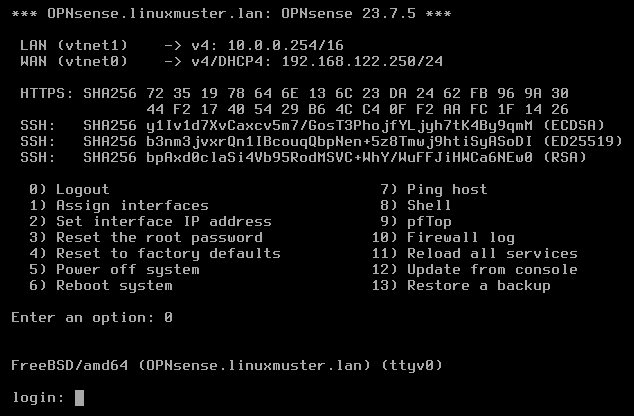 *** OPNsense.linuxmuster.lan: OPNsense 23.7.5 ***
LAN (vtnet1)    -> v4: 10.0.0.254/16
WAN (vtnet0)    -> v4/DHCP4: 192.168.122.250/24
HTTPS: SHA256 72 35 19 78 64 6E 13 6C 23 DA 24 62 FB 96 9A 30
              44 F2 17 40 54 29 B6 4C C4 0F F2 AA FC 1F 14 26
SSH:   SHA256 y1Iv1d7XvCaxcv5m7/GosT3PhojfYLjyh7tK4By9qmM (ECDSA)
SSH:   SHA256 b3nm3jvxrQn1IBcouqQbpNen+5z8Tmwj9htiSyASoDI (ED25519)
SSH:   SHA256 bpAxd0claSi4Vb95RodMSVC+WhY/WuFFJiHWCa6NEw0 (RSA)
0) Logout                              7) Ping host
1) Assign interfaces                   8) Shell
2) Set interface IP address            9) pfTop
3) Reset the root password            10) Firewall log
4) Reset to factory defaults          11) Reload all services
5) Power off system                   12) Update from console
6) Reboot system                      13) Restore a backup
Enter an option: 0
FreeBSD/amd64 (OPNsense.linuxmuster.lan) (ttyv0)
login: